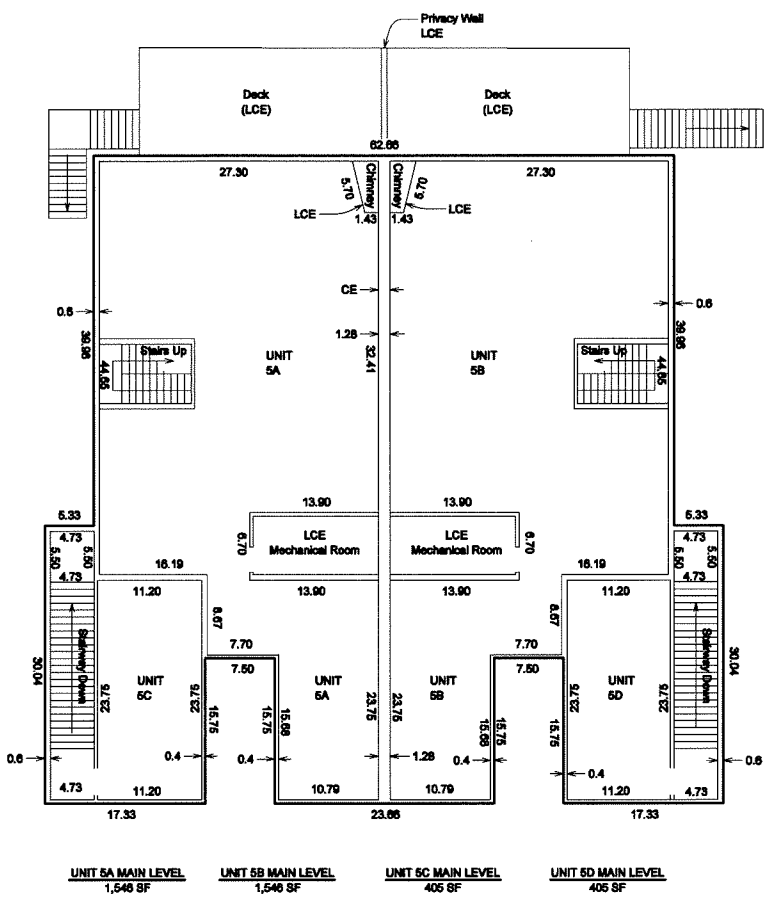 Privacy Wall
LCE
Deck
(LCE)
Deck
(LCE)
62.66
27.30
27.30
Chimney
Chimney
5.70
5.70
LCE
LCE
1.43
1.43
CE
0.6
0.6
1.28
39.98
39.98
32.41
Stairs Up
Stairs Up
UNIT
5A
UNIT
5B
44.65
44.65
13.90
13.90
5.33
5.33
4.73
4.73
LCE
Mechanical Room
LCE
Mechanical Room
6.70
6.70
5.50
5.50
5.50
5.50
4.73
4.73
16.19
16.19
11.20
13.90
13.90
11.20
8.67
8.67
7.70
7.70
7.50
7.50
Stairway Down
Stairway Down
30.04
30.04
UNIT
5C
UNIT
5A
UNIT
5B
UNIT
5D
23.75
23.75
23.75
23.75
15.75
15.75
15.68
15.68
15.75
15.75
0.6
0.4
0.4
1.28
0.4
0.4
0.6
4.73
11.20
10.79
10.79
11.20
4.73
17.33
23.66
17.33
UNIT 5A MAIN LEVEL
1,546 SF
UNIT 5B MAIN LEVEL
1,546 SF
UNIT 5C MAIN LEVEL
405 SF
UNIT 5D MAIN LEVEL
405 SF